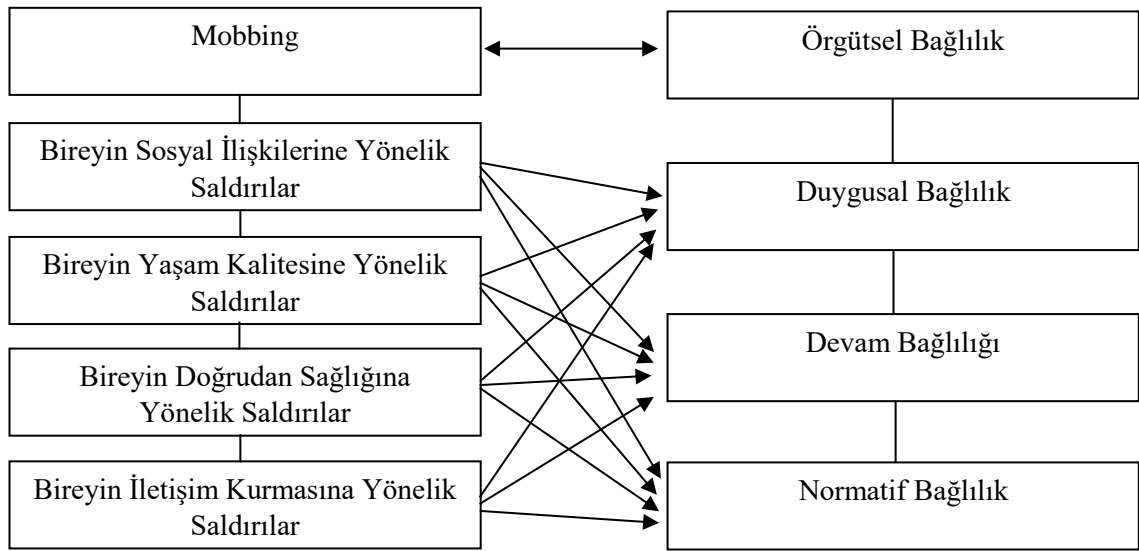 Mobbing
Örgütsel Bağlılık
Bireyin Sosyal İlişkilerine Yönelik
Saldırılar
Duygusal Bağlılık
Bireyin Yaşam Kalitesine Yönelik
Saldırılar
Devam Bağlılığı
Bireyin Doğrudan Sağlığına
Yönelik Saldırılar
Bireyin İletişim Kurmasına Yönelik
Saldırılar
Normatif Bağlılık